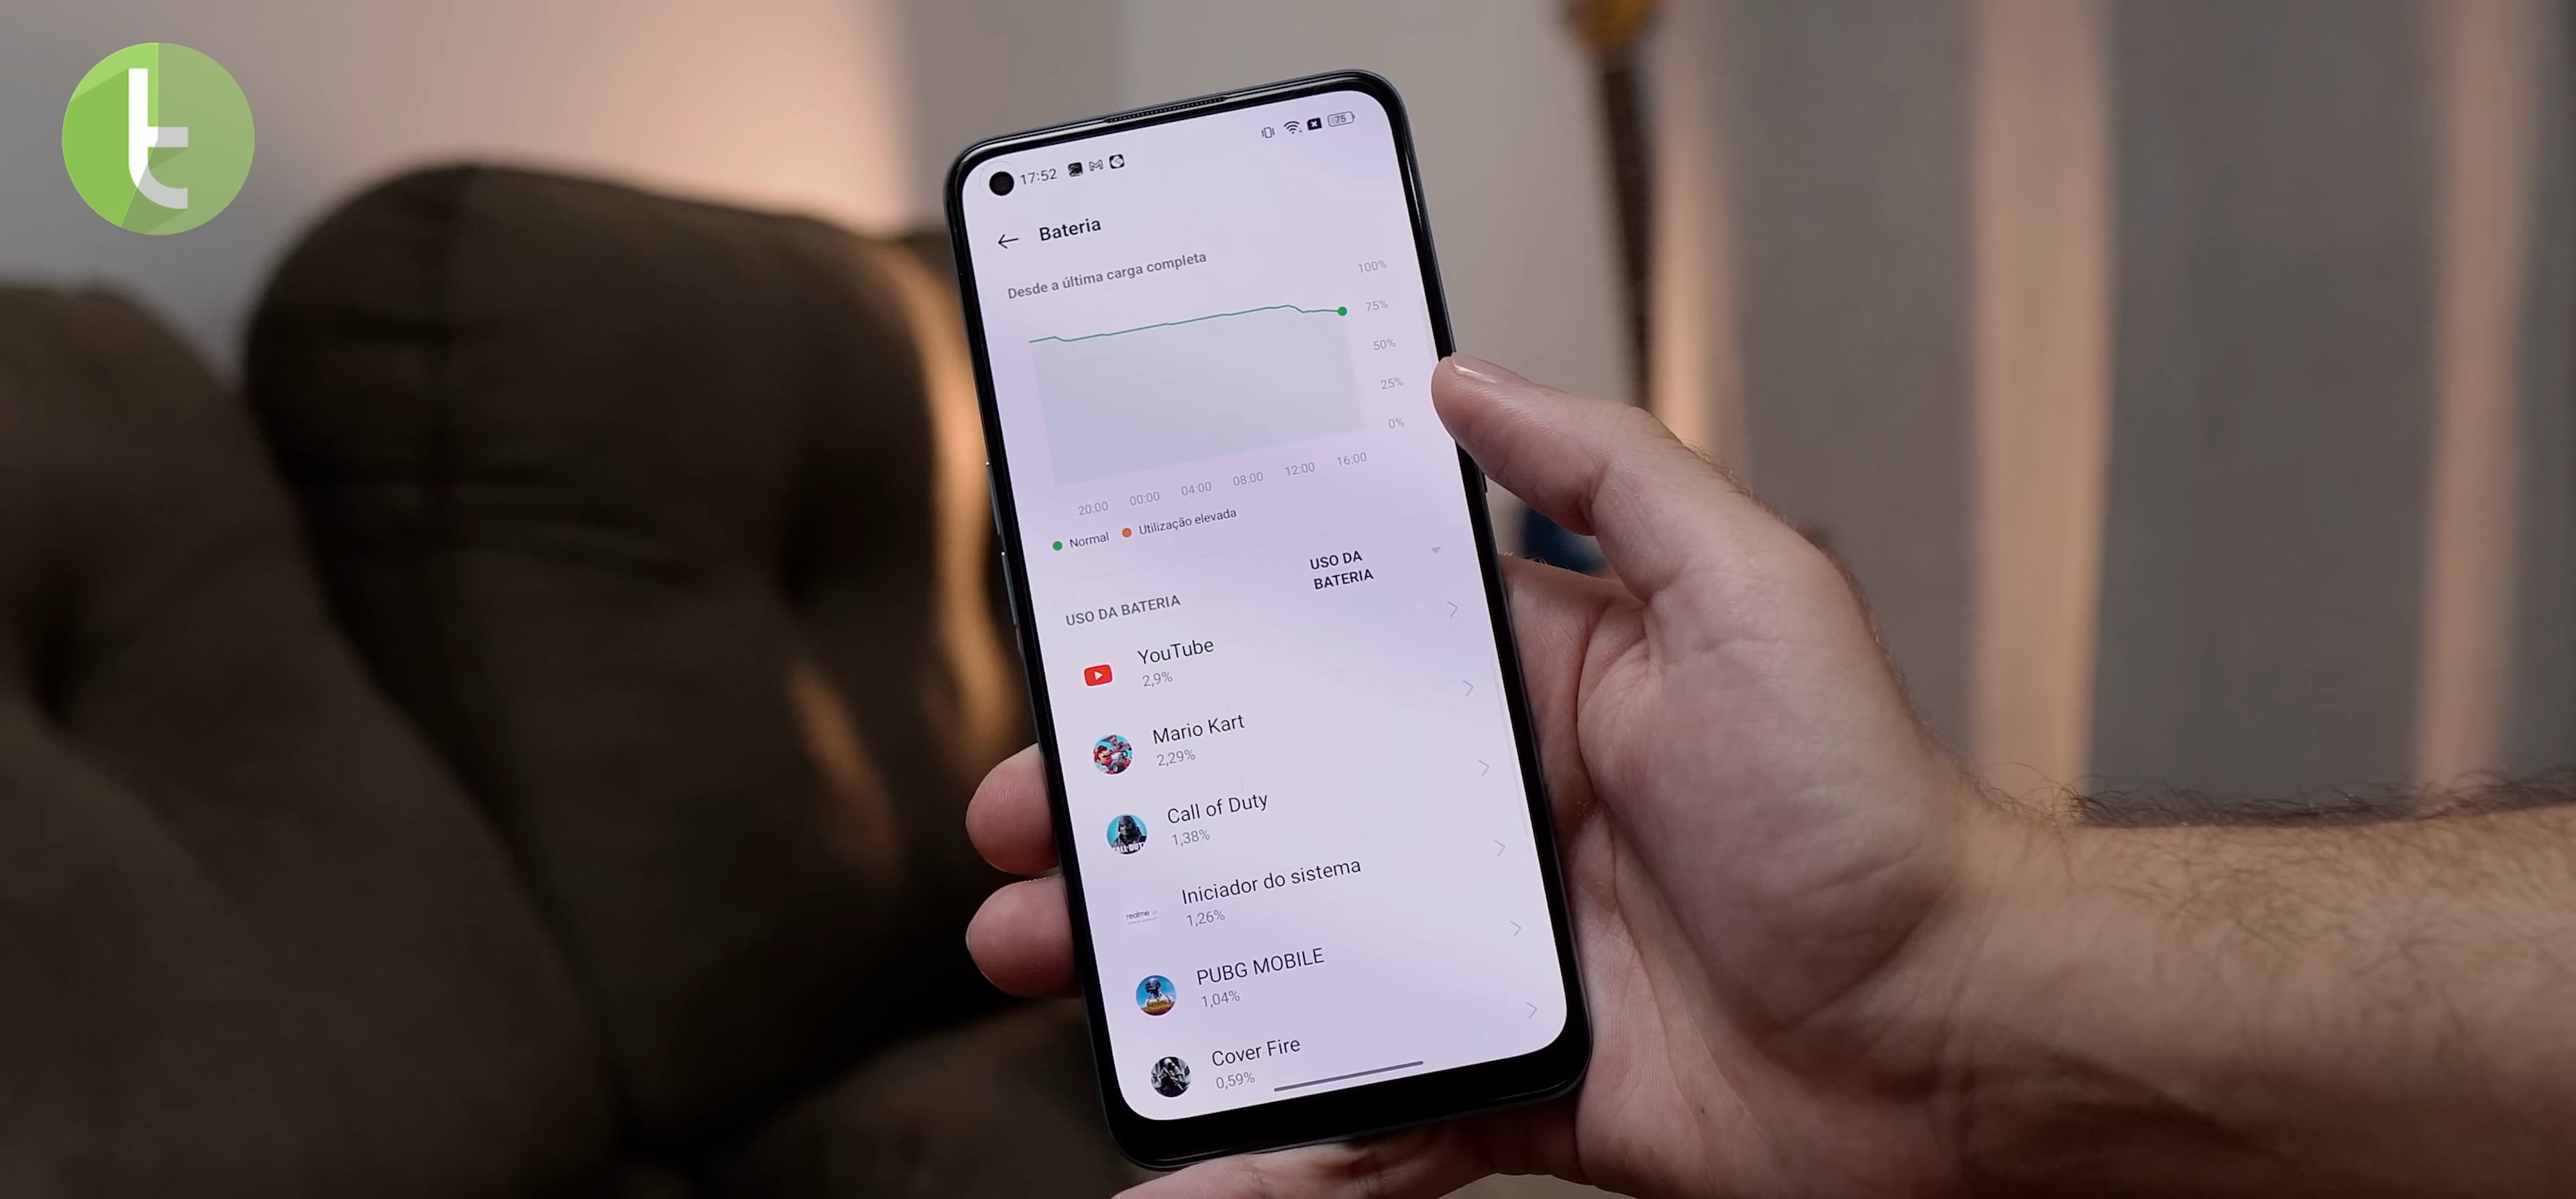 17:52
75
Bateria
Desde a última carga completa
100%
75%
50%
25%
0%
20:00 00:00 04:00 08:00 12:00 16:00
Normal Utilização elevada
USO DA BATERIA
USO DA
BATERIA
YouTube
2,9%
Mario Kart
2,29%
Call of Duty
1,38%
Iniciador do sistema
1,26%
realme
PUBG MOBILE
1,04%
Cover Fire
0,59%